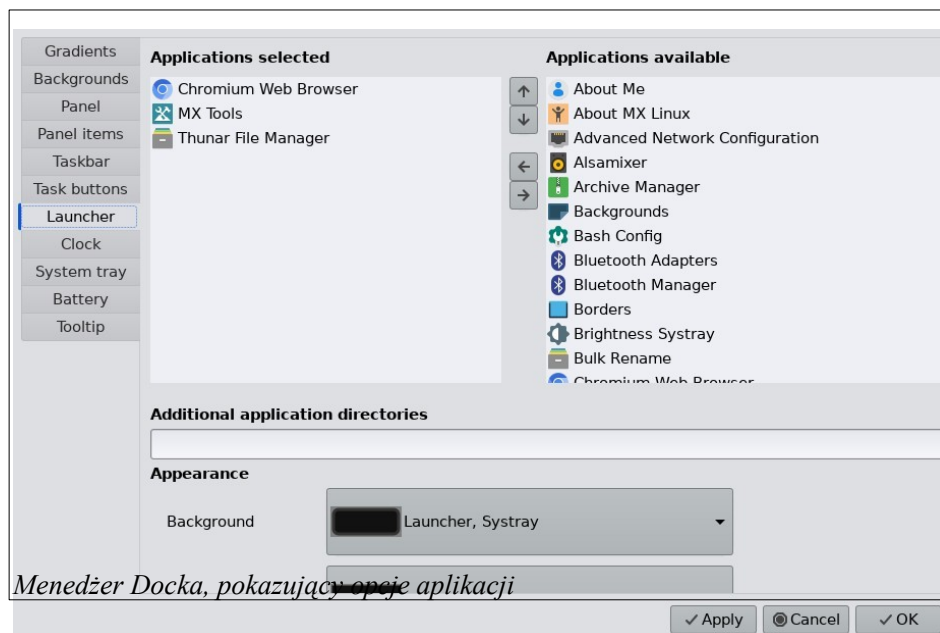 Gradients
Backgrounds
Panel
Panel items
Taskbar
Task buttons
Launcher
Clock
System tray
Battery
Tooltip
Applications selected
Chromium Web Browser
MX Tools
Thunar File Manager
Applications available
About Me
About MX Linux
Advanced Network Configuration
Alsamixer
Archive Manager
Backgrounds
Bash Config
Bluetooth Adapters
Bluetooth Manager
Borders
Brightness Systray
Bulk Rename
Chromium Web Browser
Additional application directories
Appearance
Background
Launcher, Systray
Menedżer Docka, pokazujący opcje aplikacji
Apply
Cancel
OK